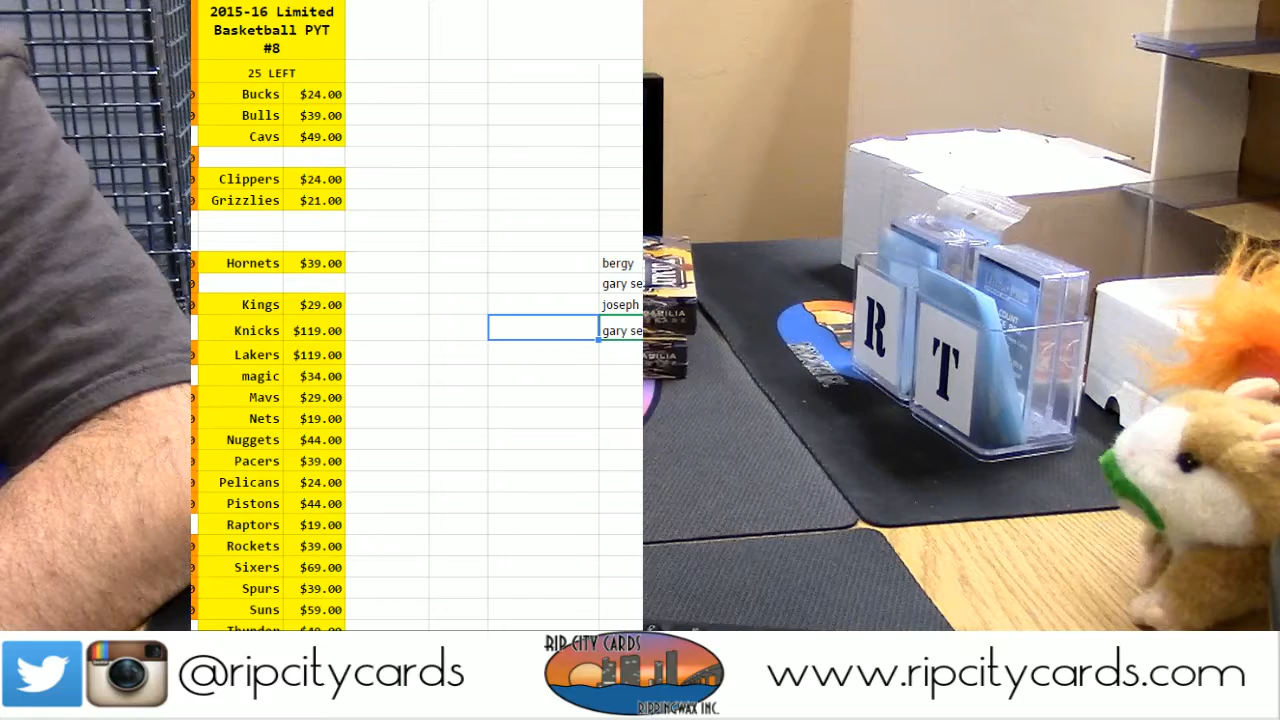 2015-16 Limited
Basketball PYT
#8
25 LEFT
Bucks $24.00
Bulls $39.00
Cavs $49.00
Clippers $24.00
Grizzlies $21.00
Hornets $39.00
bergy
gary se
Kings $29.00
joseph
Knicks $119.00
gary se
Lakers $119.00
magic $34.00
Mavs $29.00
Nets $19.00
Nuggets $44.00
Pacers $39.00
Pelicans $24.00
Pistons $44.00
Raptors $19.00
Rockets $39.00
Sixers $69.00
Spurs $39.00
Suns $59.00
R
T
@ripcitycards
RIP CITY CARDS
RIPPINGWAX INC.
www.ripcitycards.com